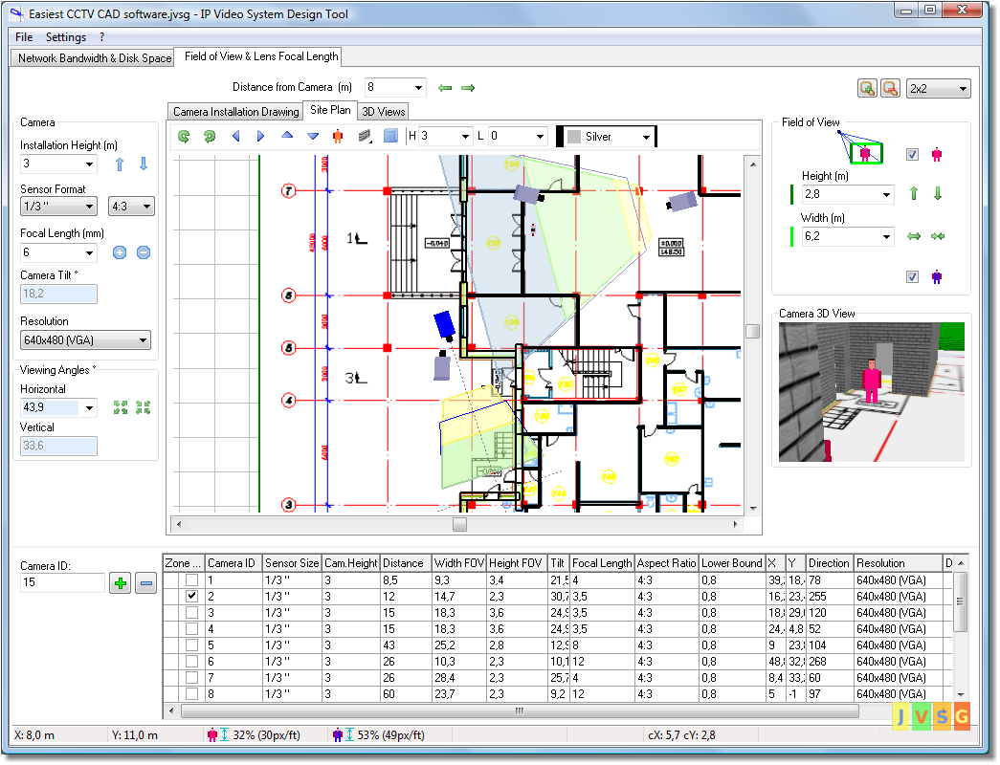 Easiest CCTV CAD software.jvsg - IP Video System Design Tool
File Settings ?
Network Bandwidth & Disk Space Field of View & Lens Focal Length
Distance from Camera (m) 8
2x2
Camera Installation Drawing Site Plan 3D Views
H 3 L 0 Silver
Camera
Installation Height (m)
3
Sensor Format
1/3 " 4:3
Focal Length (mm)
6
Camera Tilt °
18,2
Resolution
640x480 (VGA)
Viewing Angles °
Horizontal
43,9
Vertical
33,6
7
1
-0.040
±0.000
148.50
6
5
3
4
3
Field of View
Height (m)
2,8
Width (m)
6,2
Camera 3D View
Camera ID:
15
Zone ... Camera ID Sensor Size Cam.Height Distance Width FOV Height FOV Tilt Focal Length Aspect Ratio Lower Bound X Y Direction Resolution D
1 1/3 " 3 8,5 9,3 3,4 21,5 4 4:3 0,8 39, 18, 78 640x480 (VGA)
2 1/3 " 3 12 14,7 2,3 30,7 3,5 4:3 0,8 16, 23, 255 640x480 (VGA)
3 1/3 " 3 15 18,3 3,6 24,9 3,5 4:3 0,8 18, 29, 120 640x480 (VGA)
4 1/3 " 3 15 18,3 3,6 24,9 3,5 4:3 0,8 24, 4,8 52 640x480 (VGA)
5 1/3 " 3 43 25,2 2,8 12,9 8 4:3 0,8 9 23, 104 640x480 (VGA)
6 1/3 " 3 26 10,3 2,3 10,1 12 4:3 0,8 48, 32, 268 640x480 (VGA)
7 1/3 " 3 26 28,4 2,3 25,7 4 4:3 0,8 8,4 33, 60 640x480 (VGA)
8 1/3 " 3 60 23,7 2,3 9,2 12 4:3 0,8 5 -1 97 640x480 (VGA)
JVSG
X: 8,0 m Y: 11,0 m 32% (30px/ft) 53% (49px/ft) cX: 5,7 cY: 2,8